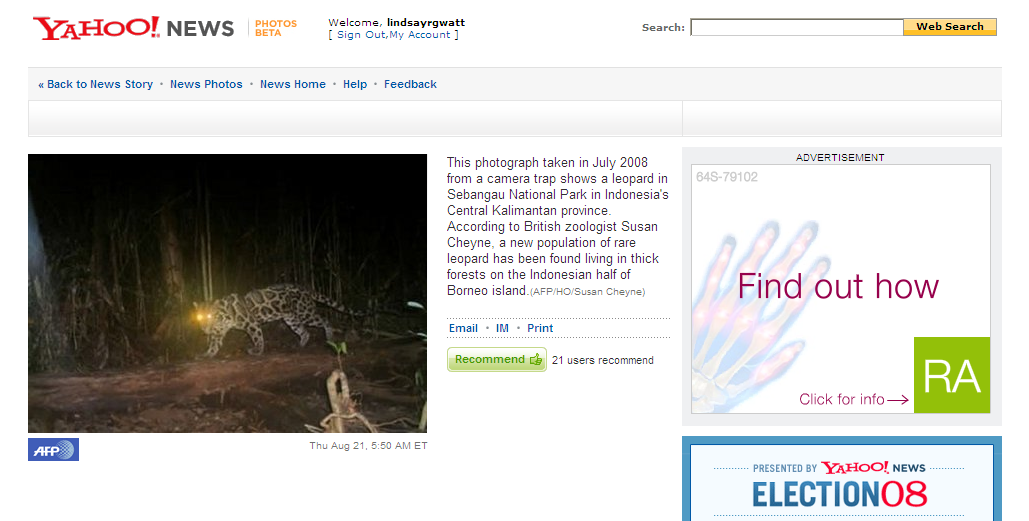 YAHOO! NEWS
PHOTOS
BETA
Welcome, lindsayrgwatt
[ Sign Out,My Account ]
Search:
Web Search
« Back to News Story • News Photos • News Home • Help • Feedback
This photograph taken in July 2008
from a camera trap shows a leopard in
Sebangau National Park in Indonesia's
Central Kalimantan province.
According to British zoologist Susan
Cheyne, a new population of rare
leopard has been found living in thick
forests on the Indonesian half of
Borneo island.(AFP/HO/Susan Cheyne)
Email • IM • Print
Recommend
21 users recommend
AFP
Thu Aug 21, 5:50 AM ET
ADVERTISEMENT
64S-79102
Find out how
Click for info
RA
PRESENTED BY YAHOO! NEWS
ELECTION08